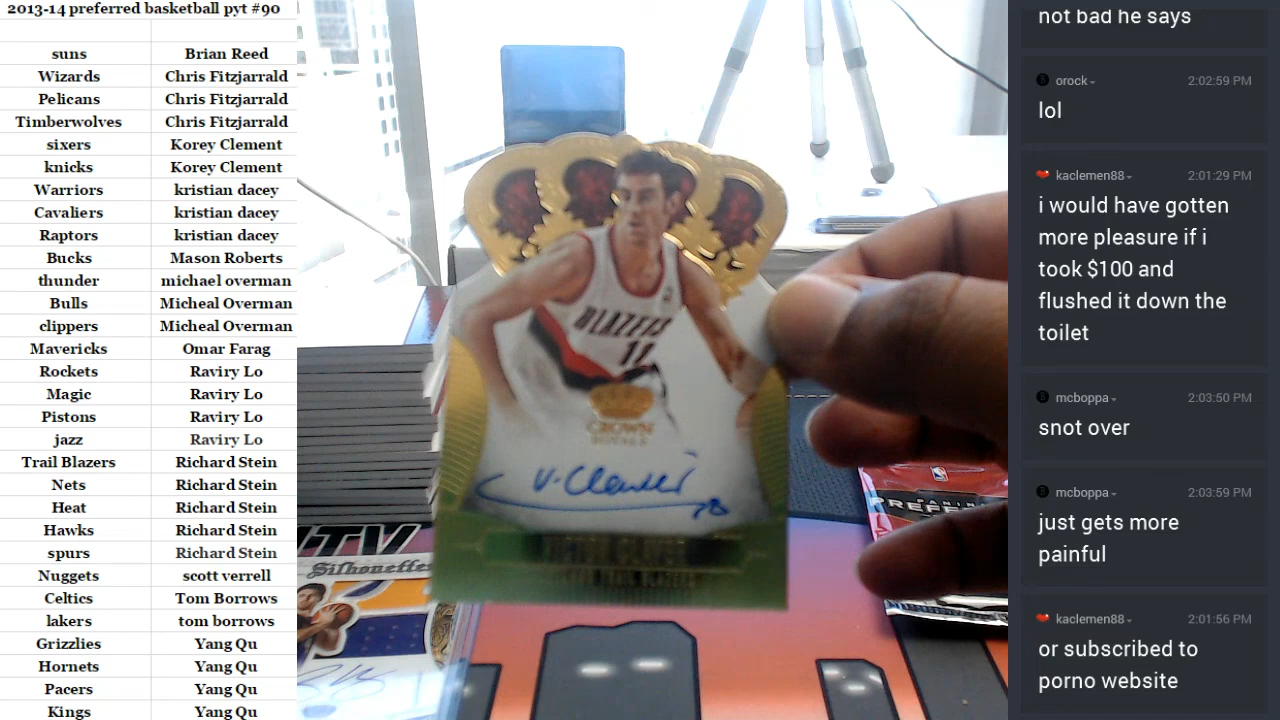 2013-14 preferred basketball pyt #90
suns Brian Reed
Wizards Chris Fitzjarrald
Pelicans Chris Fitzjarrald
Timberwolves Chris Fitzjarrald
sixers Korey Clement
knicks Korey Clement
Warriors kristian dacey
Cavaliers kristian dacey
Raptors kristian dacey
Bucks Mason Roberts
thunder michael overman
Bulls Micheal Overman
clippers Micheal Overman
Mavericks Omar Farag
Rockets Raviry Lo
Magic Raviry Lo
Pistons Raviry Lo
jazz Raviry Lo
Trail Blazers Richard Stein
Nets Richard Stein
Heat Richard Stein
Hawks Richard Stein
spurs Richard Stein
Nuggets scott verrell
Celtics Tom Borrows
lakers tom borrows
Grizzlies Yang Qu
Hornets Yang Qu
Pacers Yang Qu
Kings Yang Qu
BLAZERS
CROWN
ROYALE
V. Claver
Silhouettes
PANINI
not bad he says
orock 2:02:59 PM
lol
kaclemen88 2:01:29 PM
i would have gotten
more pleasure if i
took $100 and
flushed it down the
toilet
mcboppa 2:03:50 PM
snot over
mcboppa 2:03:59 PM
just gets more
painful
kaclemen88 2:01:56 PM
or subscribed to
porno website